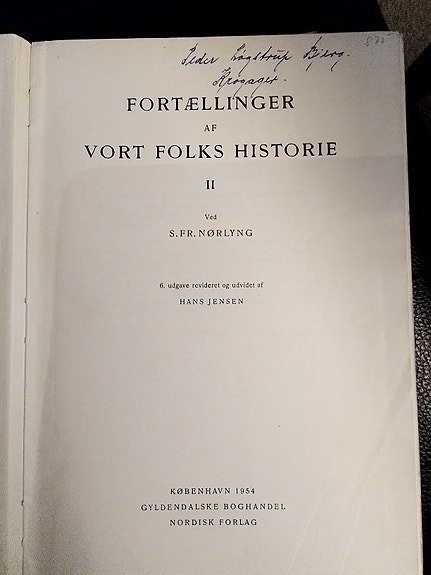 Peder Løgstrup Bjerg.
Krogager.
FORTÆLLINGER
AF
VORT FOLKS HISTORIE
II
Ved
S. FR. NØRLYNG
6. udgave revideret og udvidet af
HANS JENSEN
KØBENHAVN 1954
GYLDENDALSKE BOGHANDEL
NORDISK FORLAG